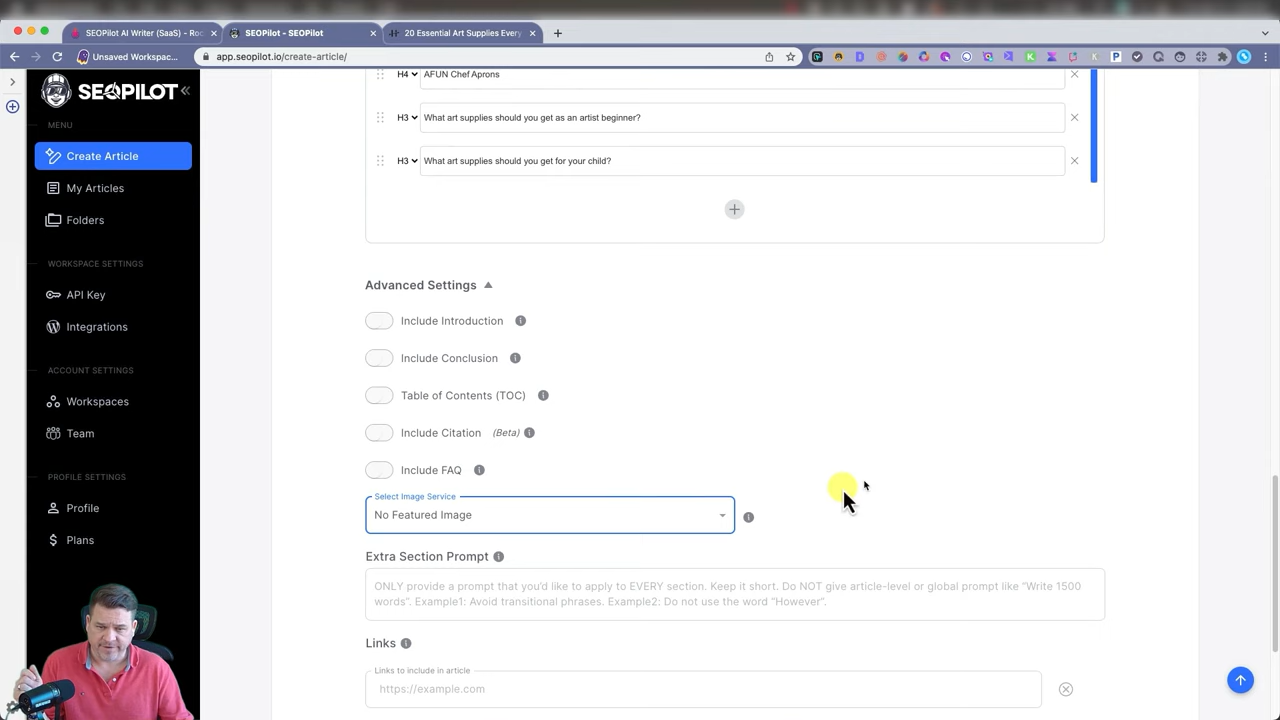 SEOPilot AI Writer (SaaS) - Roc
SEOPilot - SEOPilot
20 Essential Art Supplies Every
Unsaved Workspac...
app.seopilot.io/create-article/
SEOPILOT
MENU
Create Article
My Articles
Folders
WORKSPACE SETTINGS
API Key
Integrations
ACCOUNT SETTINGS
Workspaces
Team
PROFILE SETTINGS
Profile
Plans
H4 AFUN Chef Aprons
H3 What art supplies should you get as an artist beginner?
H3 What art supplies should you get for your child?
Advanced Settings
Include Introduction
Include Conclusion
Table of Contents (TOC)
Include Citation (Beta)
Include FAQ
Select Image Service
No Featured Image
Extra Section Prompt
ONLY provide a prompt that you'd like to apply to EVERY section. Keep it short. Do NOT give article-level or global prompt like "Write 1500
words". Example1: Avoid transitional phrases. Example2: Do not use the word "However".
Links
Links to include in article
https://example.com